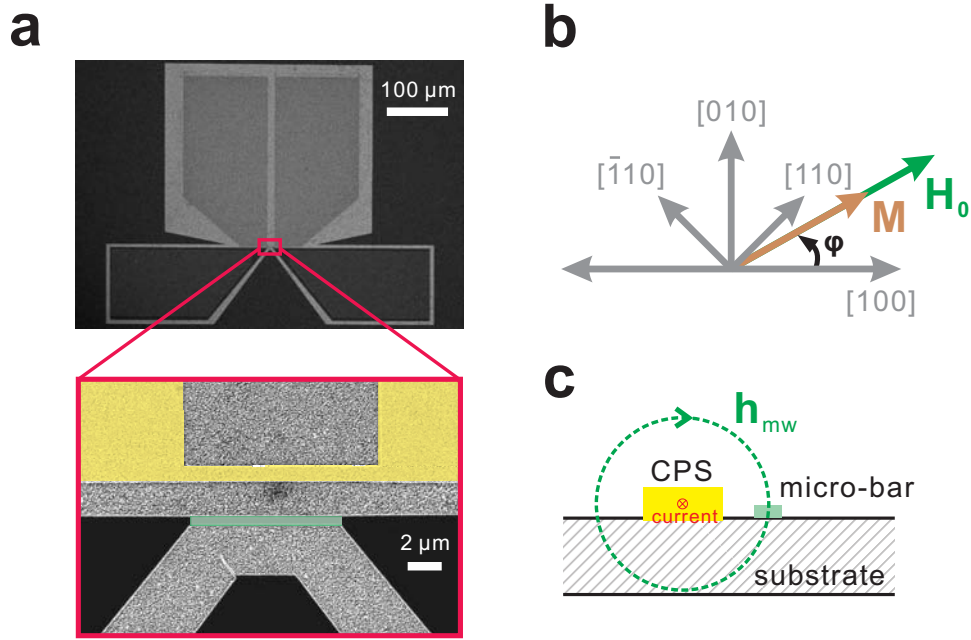 a
100 μm
2 μm
b
[010]
[1̄10]
[110]
H₀
M
φ
[100]
c
h_mw
CPS
micro-bar
current
substrate